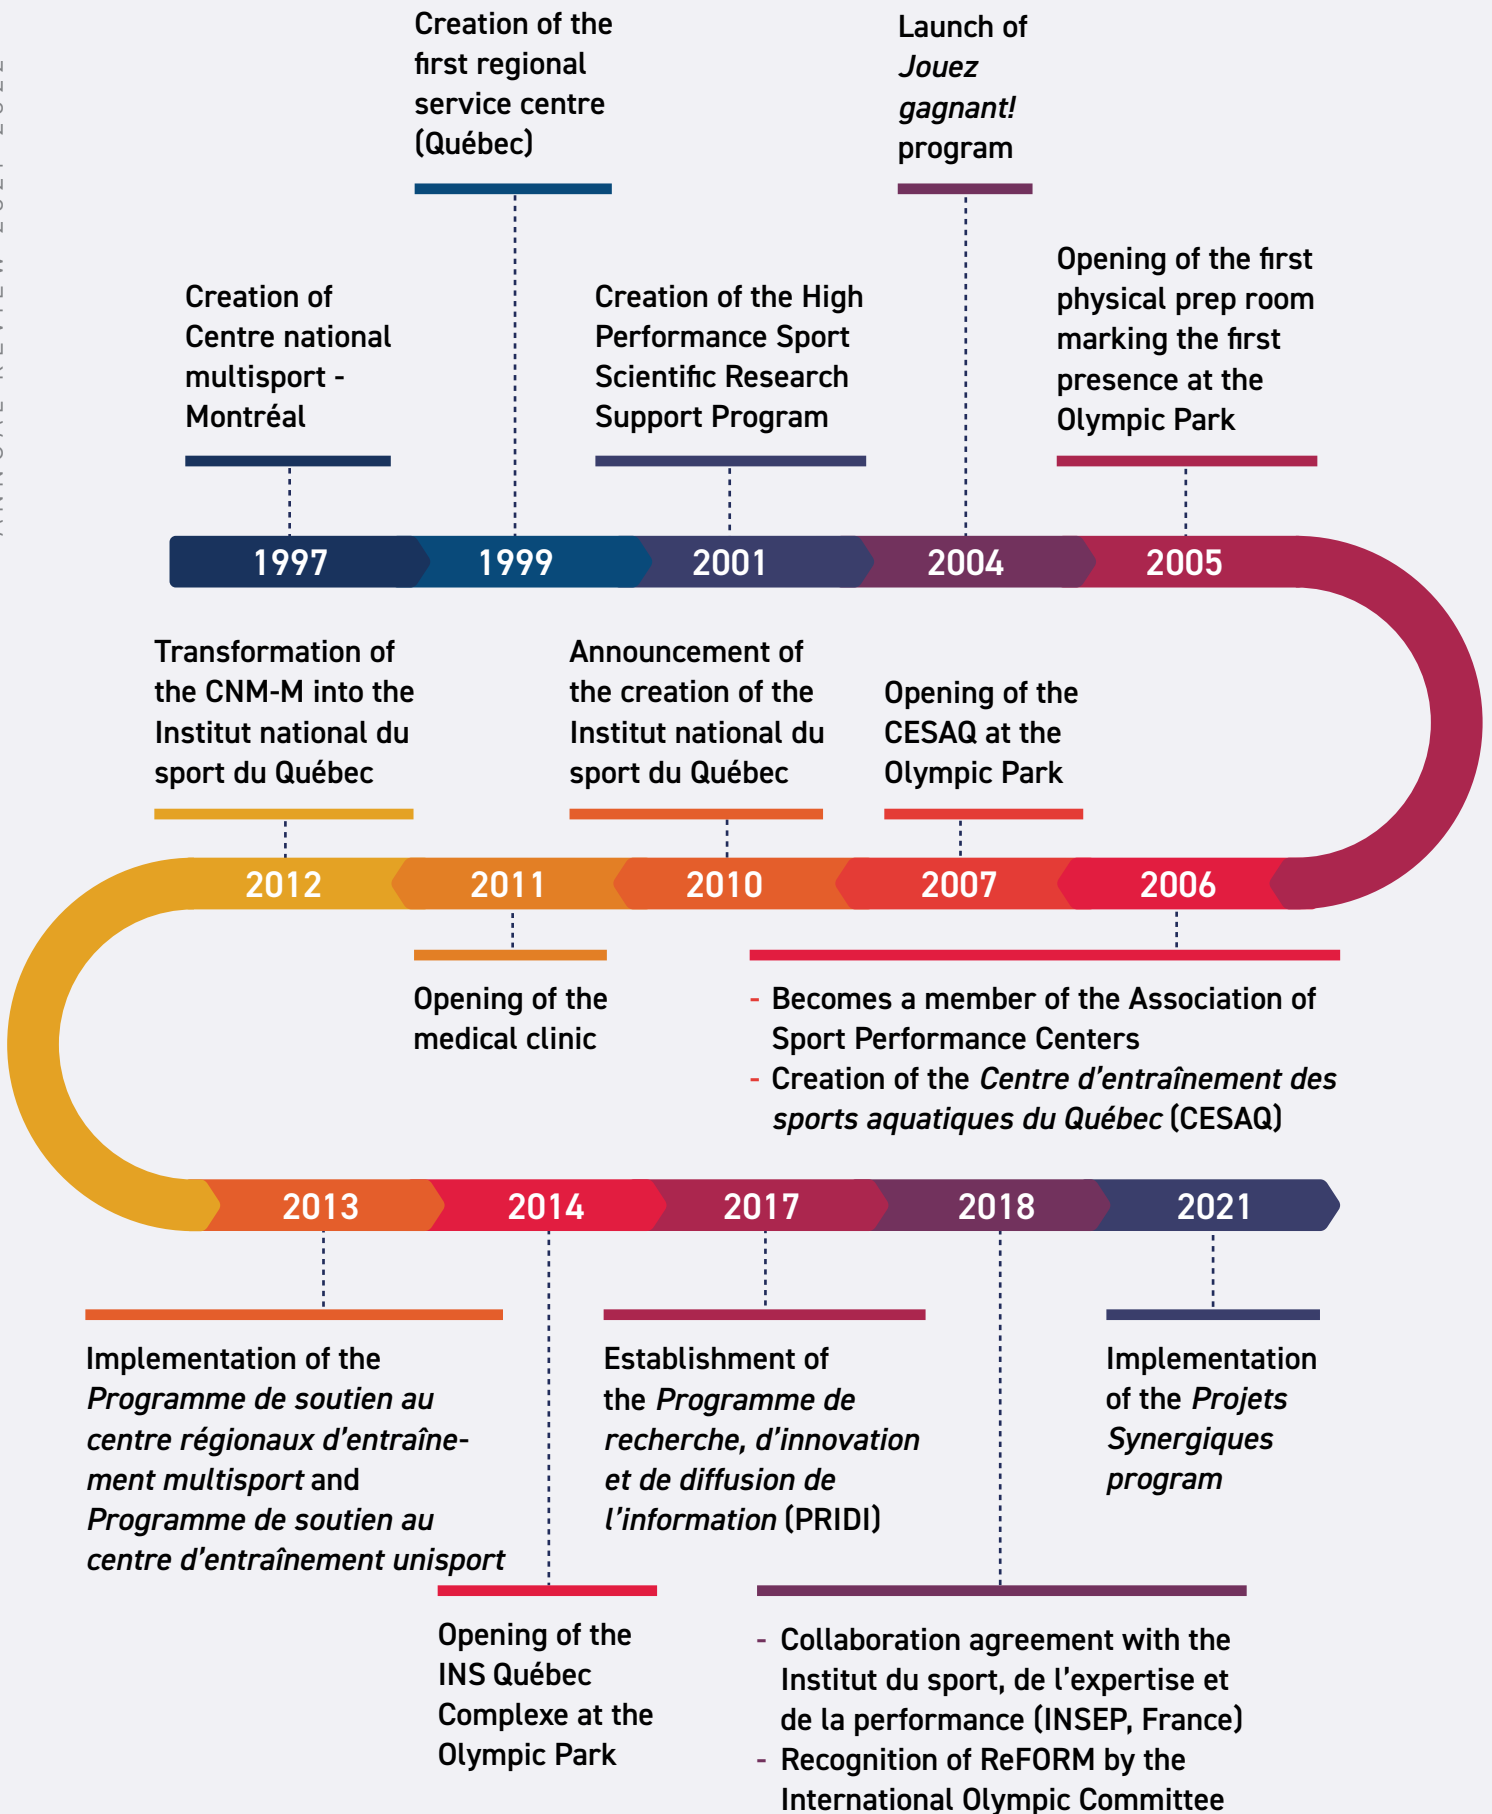 ANNUAL REVIEW 2021-2022
Creation of the
first regional
service centre
(Québec)
Launch of
Jouez
gagnant!
program
Creation of
Centre national
multisport -
Montréal
Creation of the High
Performance Sport
Scientific Research
Support Program
Opening of the first
physical prep room
marking the first
presence at the
Olympic Park
1997
1999
2001
2004
2005
Transformation of
the CNM-M into the
Institut national du
sport du Québec
Announcement of
the creation of the
Institut national du
sport du Québec
Opening of the
CESAQ at the
Olympic Park
2012
2011
2010
2007
2006
Opening of the
medical clinic
- Becomes a member of the Association of
Sport Performance Centers
- Creation of the Centre d'entraînement des
sports aquatiques du Québec (CESAQ)
2013
2014
2017
2018
2021
Implementation of the
Programme de soutien au
centre régionaux d'entraîne-
ment multisport and
Programme de soutien au
centre d'entraînement unisport
Establishment of
the Programme de
recherche, d'innovation
et de diffusion de
l'information (PRIDI)
Implementation
of the Projets
Synergiques
program
Opening of the
INS Québec
Complexe at the
Olympic Park
- Collaboration agreement with the
Institut du sport, de l'expertise et
de la performance (INSEP, France)
- Recognition of ReFORM by the
International Olympic Committee